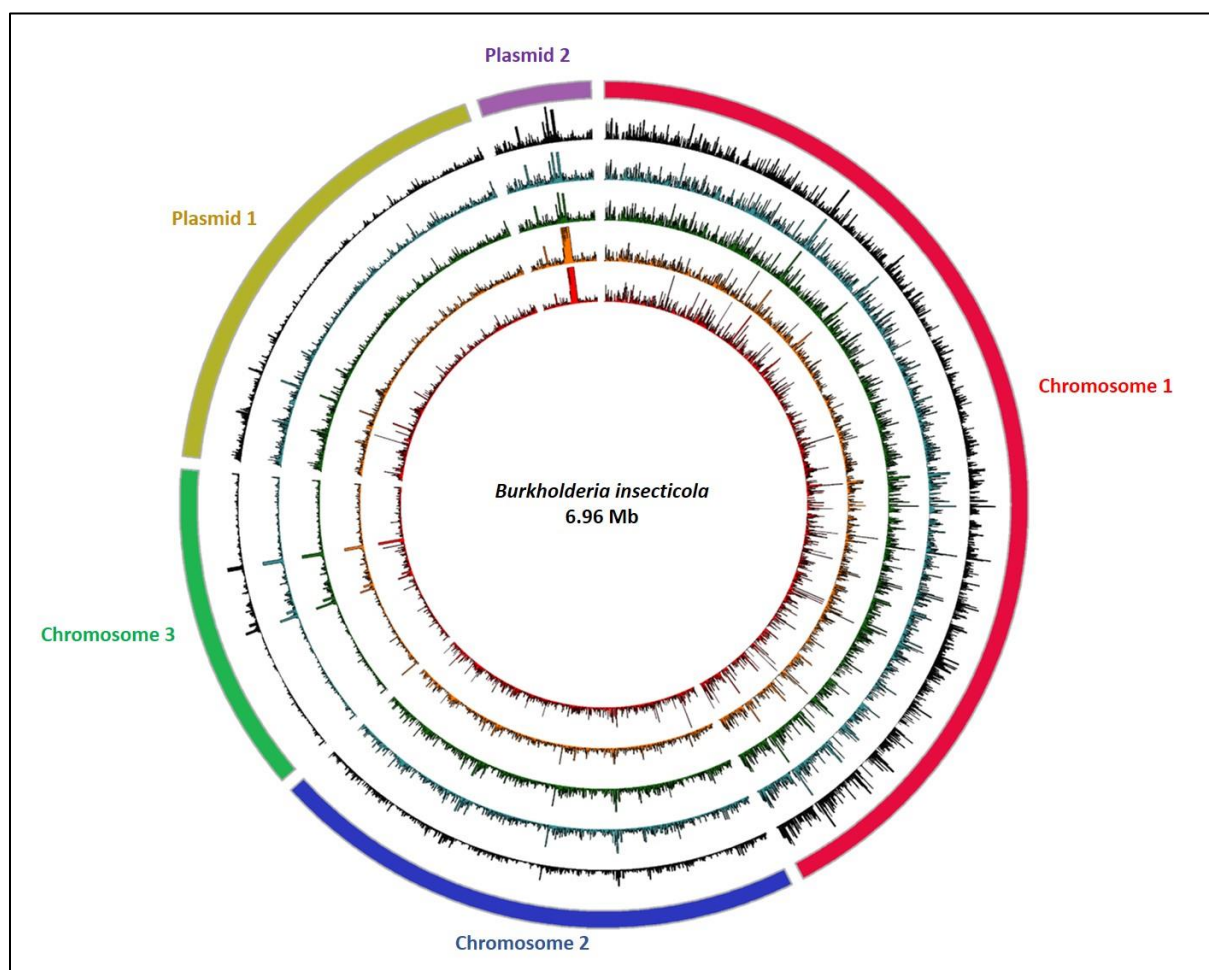 Plasmid 2
Plasmid 1
Chromosome 1
Burkholderia insecticola
6.96 Mb
Chromosome 3
Chromosome 2